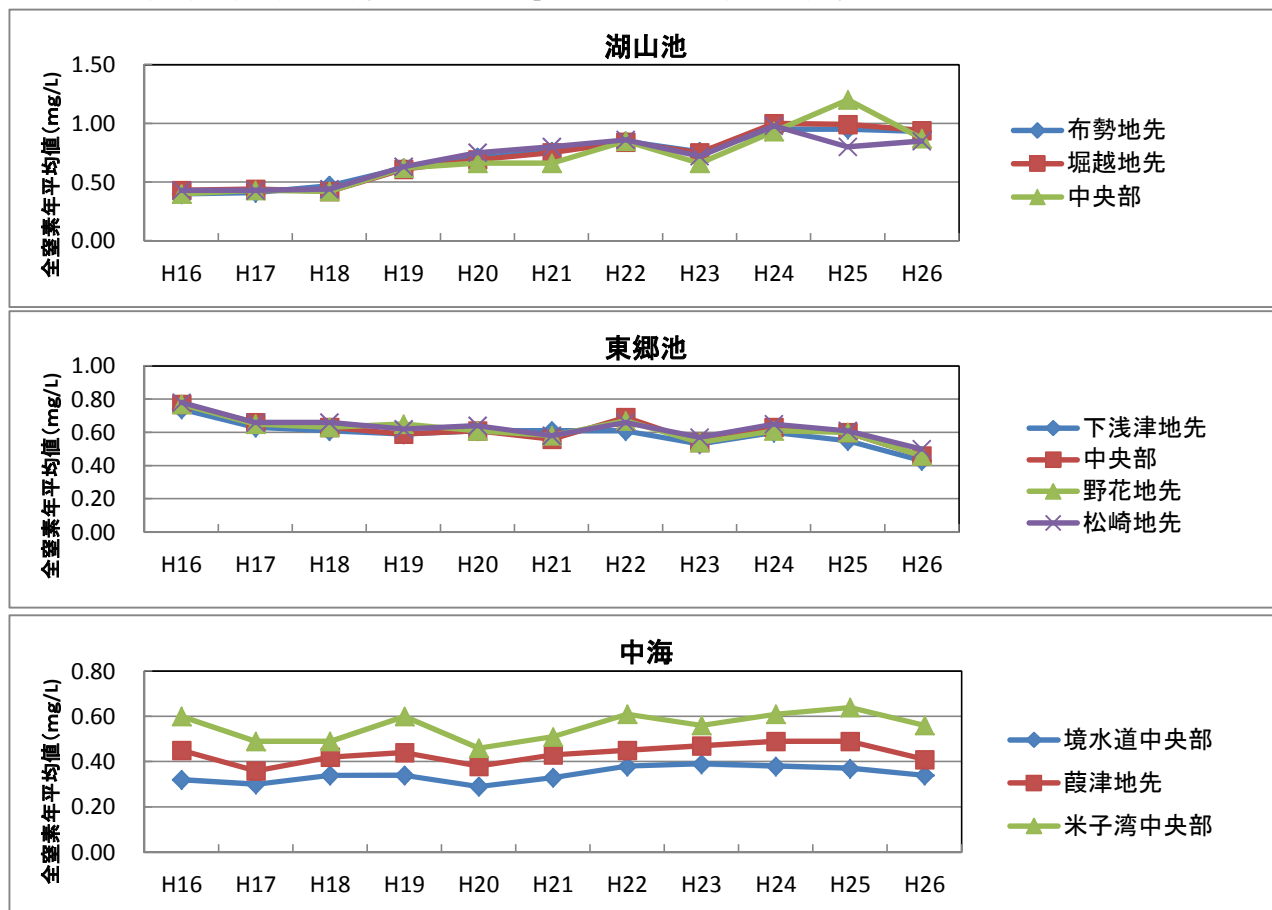 湖山池
全窒素年平均値(mg/L)
1.50
1.00
0.50
0.00
H16 H17 H18 H19 H20 H21 H22 H23 H24 H25 H26
布勢地先
堀越地先
中央部
東郷池
全窒素年平均値(mg/L)
1.00
0.80
0.60
0.40
0.20
0.00
H16 H17 H18 H19 H20 H21 H22 H23 H24 H25 H26
下浅津地先
中央部
野花地先
松崎地先
中海
全窒素年平均値(mg/L)
0.80
0.60
0.40
0.20
0.00
H16 H17 H18 H19 H20 H21 H22 H23 H24 H25 H26
境水道中央部
葭津地先
米子湾中央部